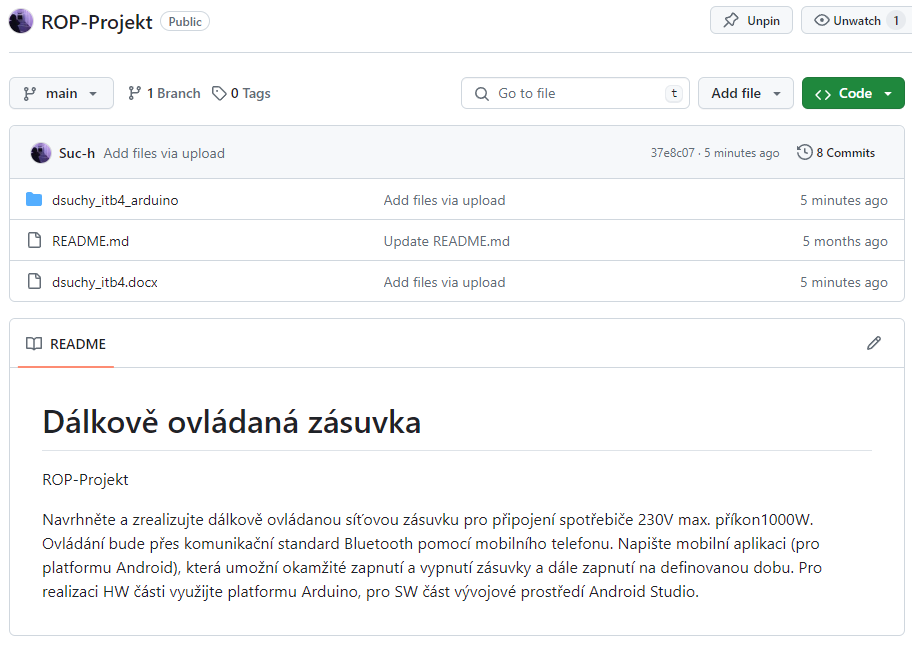 ROP-Projekt Public Unpin Unwatch 1
main 1 Branch 0 Tags Go to file t Add file Code
Suc-h Add files via upload 37e8c07 · 5 minutes ago 8 Commits
dsuchy_itb4_arduino Add files via upload 5 minutes ago
README.md Update README.md 5 months ago
dsuchy_itb4.docx Add files via upload 5 minutes ago
README
Dálkově ovládaná zásuvka
ROP-Projekt
Navrhněte a zrealizujte dálkově ovládanou síťovou zásuvku pro připojení spotřebiče 230V max. příkon1000W.
Ovládání bude přes komunikační standard Bluetooth pomocí mobilního telefonu. Napište mobilní aplikaci (pro
platformu Android), která umožní okamžité zapnutí a vypnutí zásuvky a dále zapnutí na definovanou dobu. Pro
realizaci HW části využijte platformu Arduino, pro SW část vývojové prostředí Android Studio.